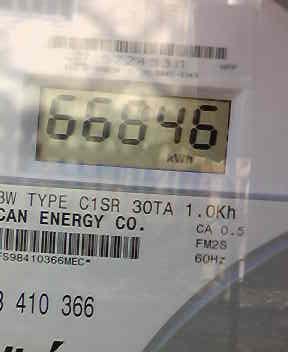 66846
kWh
3W TYPE C1SR 30TA 1.0Kh
CAN ENERGY CO.
CA 0.5
FM2S
FS98410366MEC*
60Hz
3 410 366